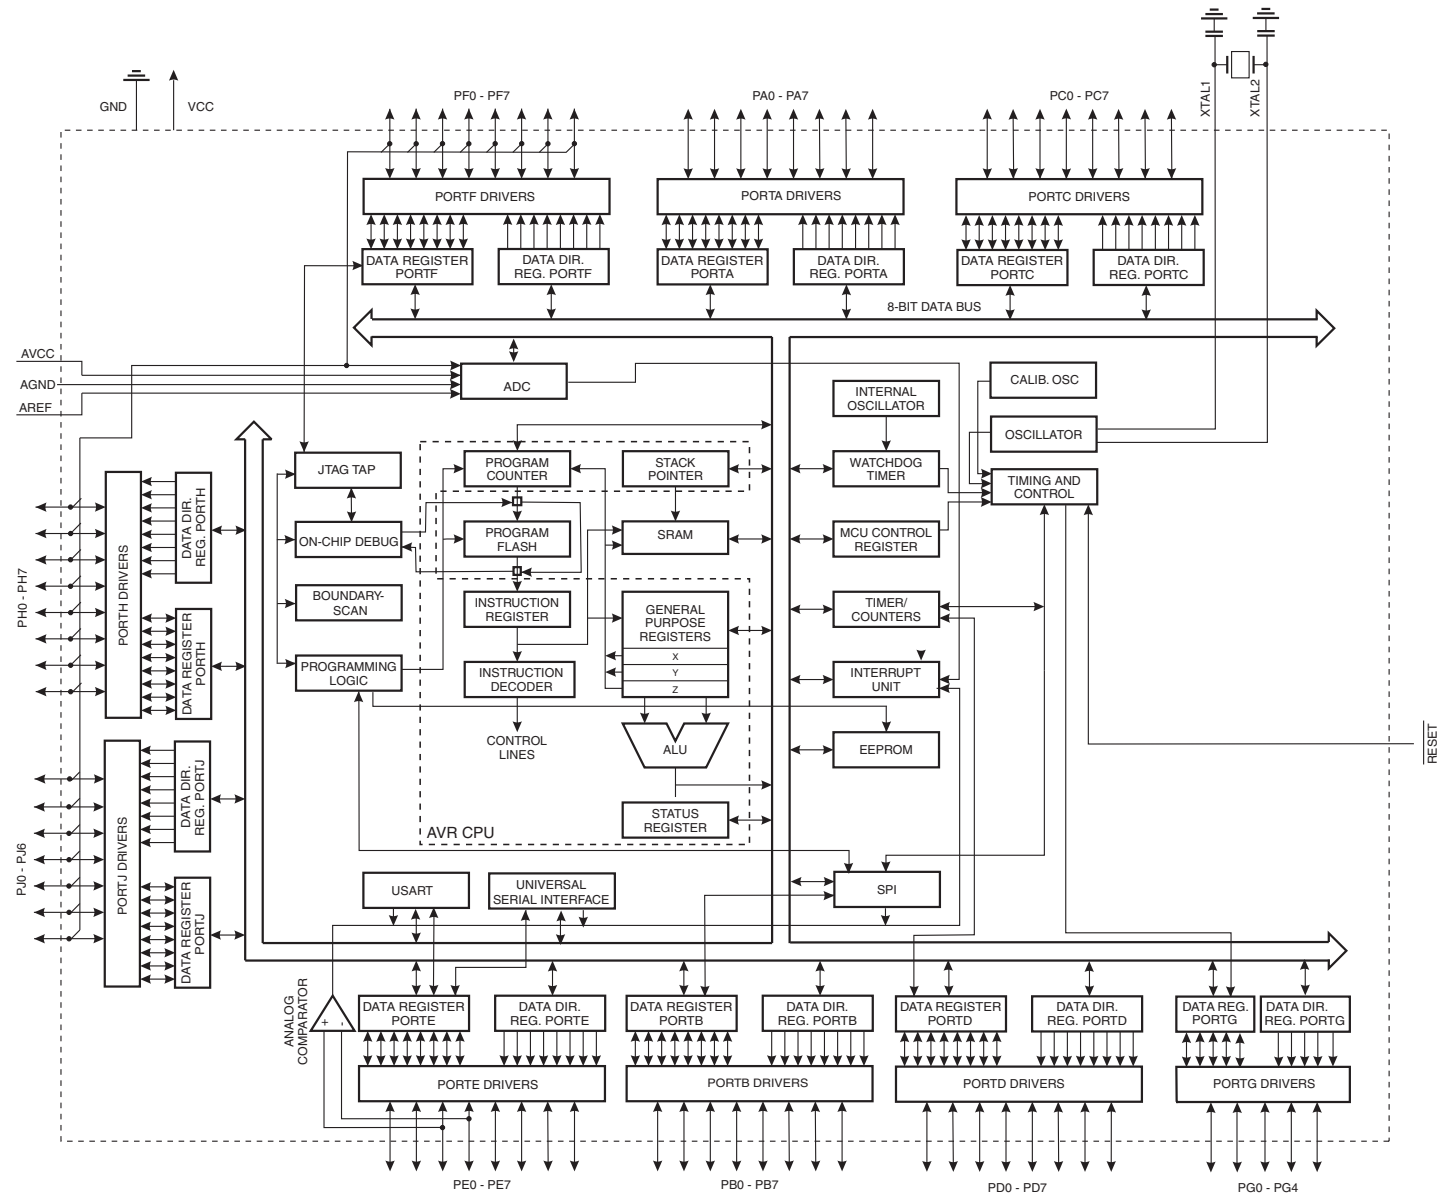 XTAL1
XTAL2
GND
VCC
PF0 - PF7
PA0 - PA7
PC0 - PC7
PORTF DRIVERS
PORTA DRIVERS
PORTC DRIVERS
DATA REGISTER
PORTF
DATA DIR.
REG. PORTF
DATA REGISTER
PORTA
DATA DIR.
REG. PORTA
DATA REGISTER
PORTC
DATA DIR.
REG. PORTC
8-BIT DATA BUS
AVCC
AGND
AREF
ADC
CALIB. OSC
INTERNAL
OSCILLATOR
OSCILLATOR
JTAG TAP
PROGRAM
COUNTER
STACK
POINTER
WATCHDOG
TIMER
TIMING AND
CONTROL
ON-CHIP DEBUG
PROGRAM
FLASH
SRAM
MCU CONTROL
REGISTER
BOUNDARY-
SCAN
INSTRUCTION
REGISTER
GENERAL
PURPOSE
REGISTERS
X
Y
Z
TIMER/
COUNTERS
PROGRAMMING
LOGIC
INSTRUCTION
DECODER
INTERRUPT
UNIT
CONTROL
LINES
ALU
EEPROM
RESET
STATUS
REGISTER
AVR CPU
PH0 - PH7
PORTH DRIVERS
DATA DIR.
REG. PORTH
DATA REGISTER
PORTH
PJ0 - PJ6
PORTJ DRIVERS
DATA DIR.
REG. PORTJ
DATA REGISTER
PORTJ
USART
UNIVERSAL
SERIAL INTERFACE
SPI
ANALOG
COMPARATOR
+
-
DATA REGISTER
PORTE
DATA DIR.
REG. PORTE
DATA REGISTER
PORTB
DATA DIR.
REG. PORTB
DATA REGISTER
PORTD
DATA DIR.
REG. PORTD
DATA REG.
PORTG
DATA DIR.
REG. PORTG
PORTE DRIVERS
PORTB DRIVERS
PORTD DRIVERS
PORTG DRIVERS
PE0 - PE7
PB0 - PB7
PD0 - PD7
PG0 - PG4